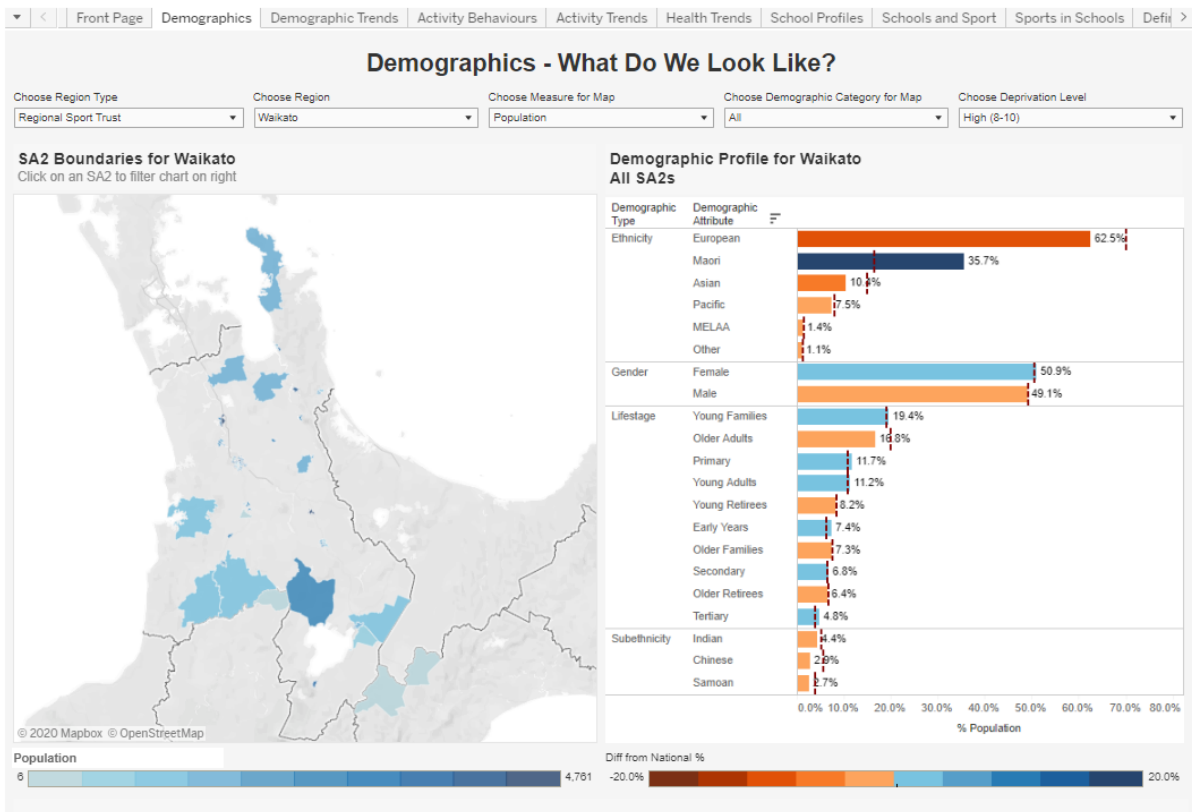 Front Page Demographics Demographic Trends Activity Behaviours Activity Trends Health Trends School Profiles Schools and Sport Sports in Schools Defi
Demographics - What Do We Look Like?
Choose Region Type Choose Region Choose Measure for Map Choose Demographic Category for Map Choose Deprivation Level
Regional Sport Trust Waikato Population All High (8-10)
SA2 Boundaries for Waikato
Click on an SA2 to filter chart on right
© 2020 Mapbox © OpenStreetMap
Population
6 4,761
Demographic Profile for Waikato
All SA2s
Demographic Type Demographic Attribute
Ethnicity European 62.5%
Maori 35.7%
Asian 10.4%
Pacific 7.5%
MELAA 1.4%
Other 1.1%
Gender Female 50.9%
Male 49.1%
Lifestage Young Families 19.4%
Older Adults 16.8%
Primary 11.7%
Young Adults 11.2%
Young Retirees 8.2%
Early Years 7.4%
Older Families 7.3%
Secondary 6.8%
Older Retirees 6.4%
Tertiary 4.8%
Subethnicity Indian 4.4%
Chinese 2.9%
Samoan 2.7%
0.0% 10.0% 20.0% 30.0% 40.0% 50.0% 60.0% 70.0% 80.0%
% Population
Diff from National %
-20.0% 20.0%